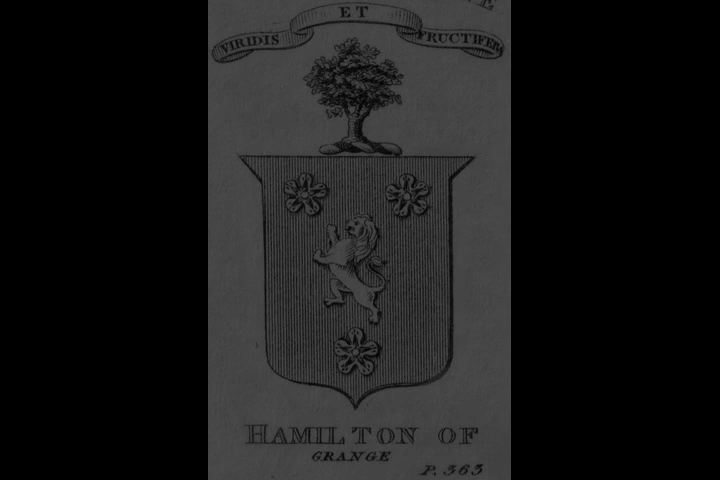 VIRIDIS ET FRUCTIFER
HAMILTON OF
GRANGE
P. 363